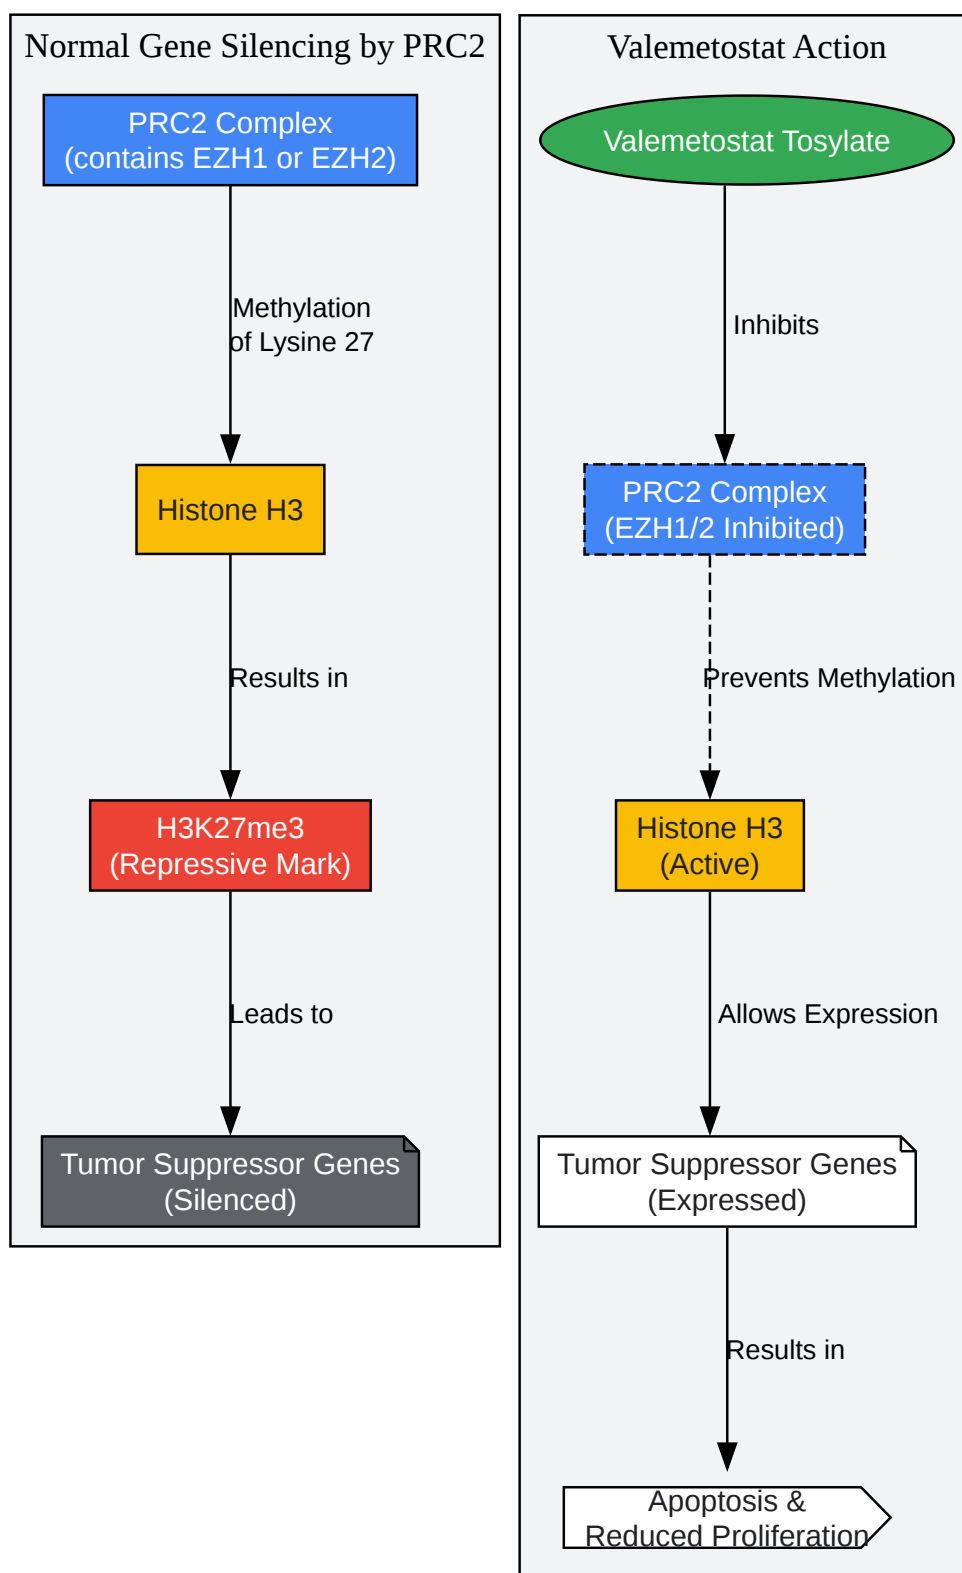 Normal Gene Silencing by PRC2
PRC2 Complex
(contains EZH1 or EZH2)
Methylation
of Lysine 27
Histone H3
Results in
H3K27me3
(Repressive Mark)
Leads to
Tumor Suppressor Genes
(Silenced)
Valemetostat Action
Valemetostat Tosylate
Inhibits
PRC2 Complex
(EZH1/2 Inhibited)
Prevents Methylation
Histone H3
(Active)
Allows Expression
Tumor Suppressor Genes
(Expressed)
Results in
Apoptosis &
Reduced Proliferation